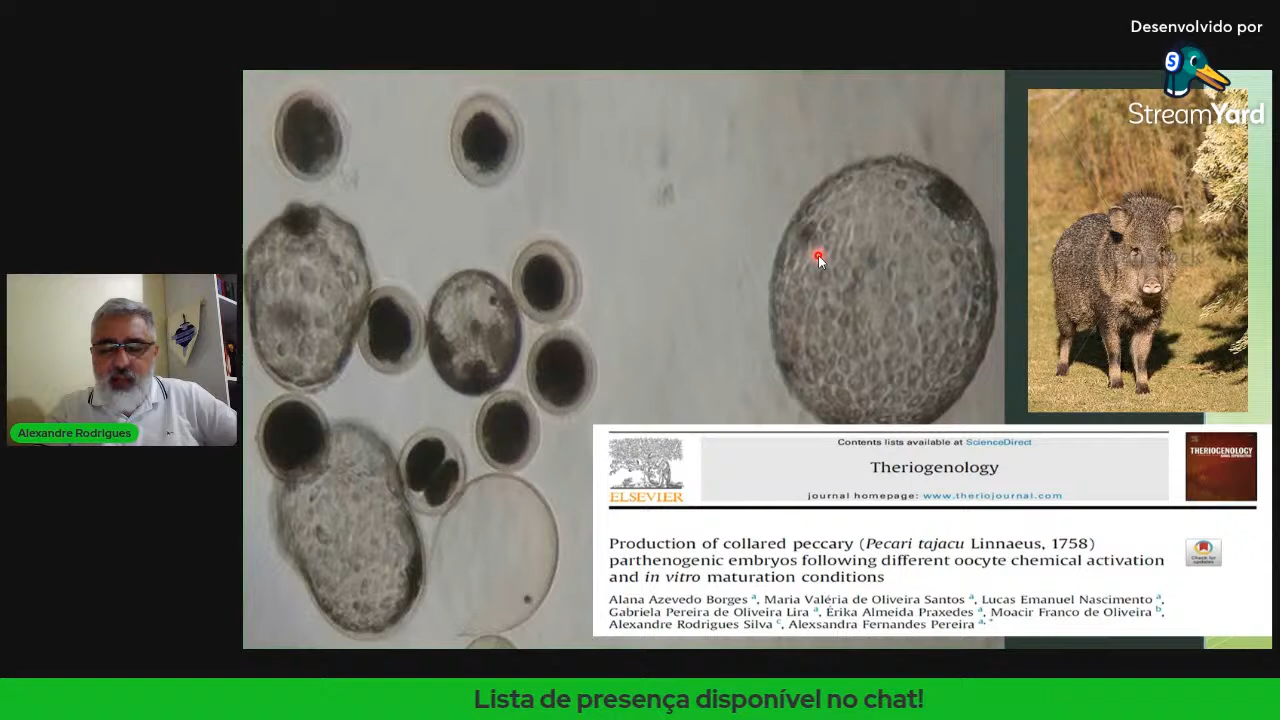 Desenvolvido por
StreamYard
Alexandre Rodrigues
Contents lists available at ScienceDirect
Theriogenology
journal homepage: www.theriojournal.com
ELSEVIER
THERIOGENOLOGY
Check for
updates
Production of collared peccary (Pecari tajacu Linnaeus, 1758)
parthenogenic embryos following different oocyte chemical activation
and in vitro maturation conditions
Alana Azevedo Borges a, Maria Valéria de Oliveira Santos a, Lucas Emanuel Nascimento a,
Gabriela Pereira de Oliveira Lira a, Érika Almeida Praxedes a, Moacir Franco de Oliveira b,
Alexandre Rodrigues Silva c, Alexsandra Fernandes Pereira a, *
Lista de presença disponível no chat!